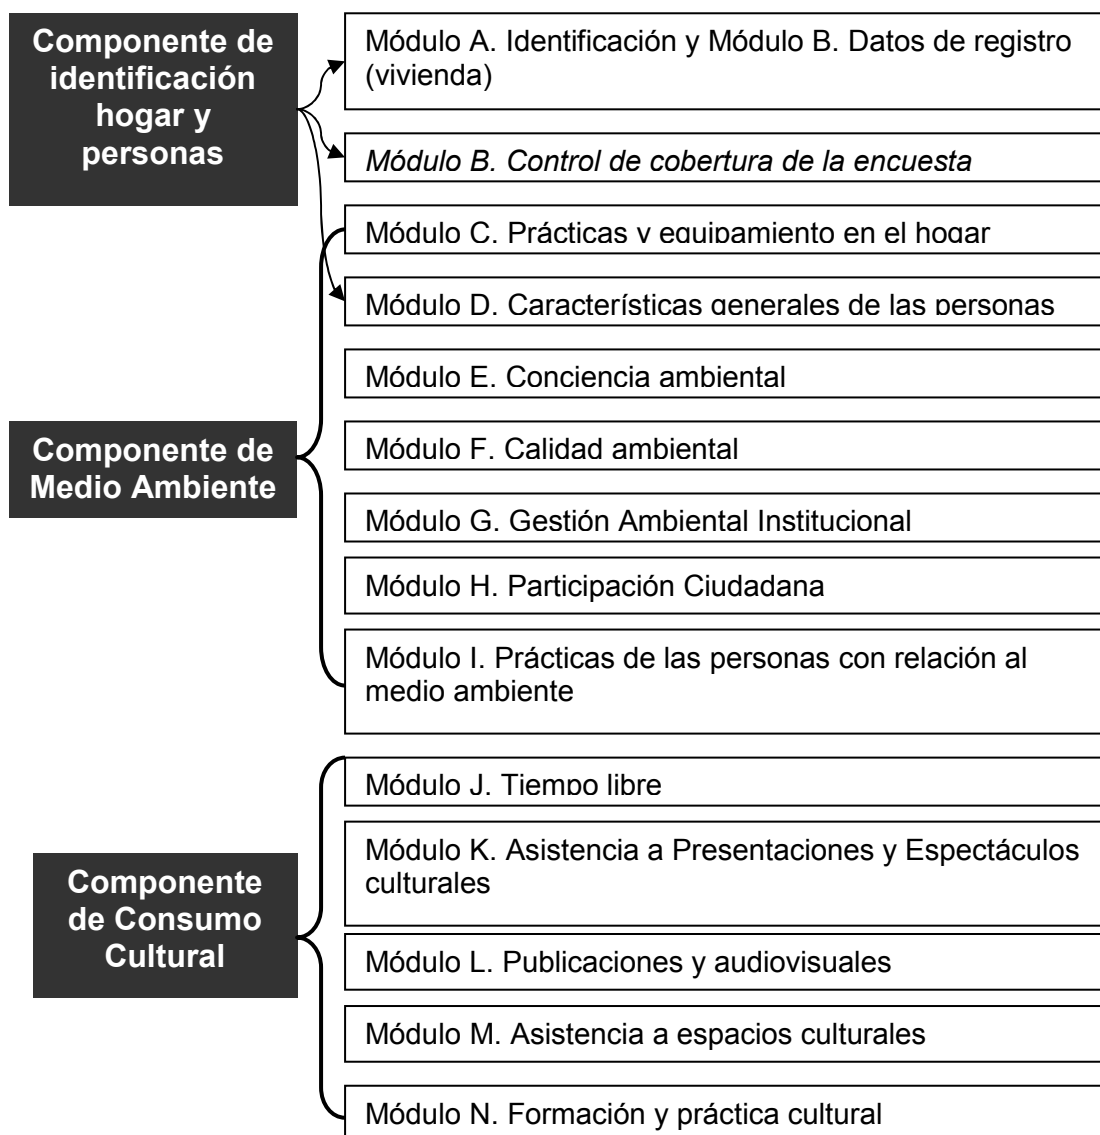 Componente de
identificación
hogar y
personas
Módulo A. Identificación y Módulo B. Datos de registro
(vivienda)
Módulo B. Control de cobertura de la encuesta
Módulo C. Prácticas y equipamiento en el hogar
Módulo D. Características generales de las personas
Componente de
Medio Ambiente
Módulo E. Conciencia ambiental
Módulo F. Calidad ambiental
Módulo G. Gestión Ambiental Institucional
Módulo H. Participación Ciudadana
Módulo I. Prácticas de las personas con relación al
medio ambiente
Componente
de Consumo
Cultural
Módulo J. Tiempo libre
Módulo K. Asistencia a Presentaciones y Espectáculos
culturales
Módulo L. Publicaciones y audiovisuales
Módulo M. Asistencia a espacios culturales
Módulo N. Formación y práctica cultural